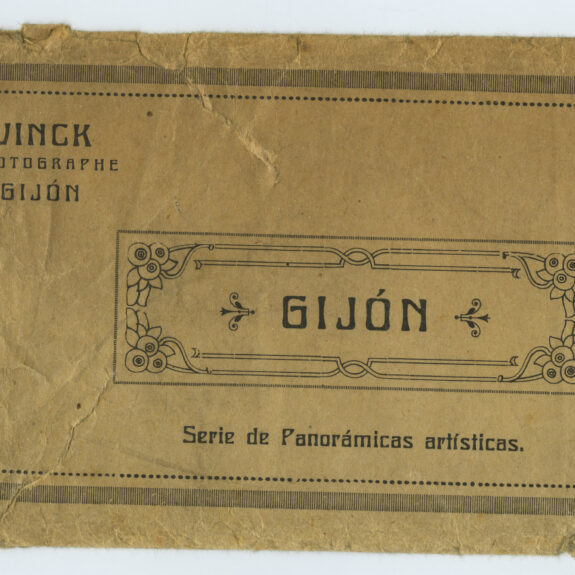 VINCK
OTOGRAPHE
GIJÓN
GIJÓN
Serie de Panorámicas artísticas.